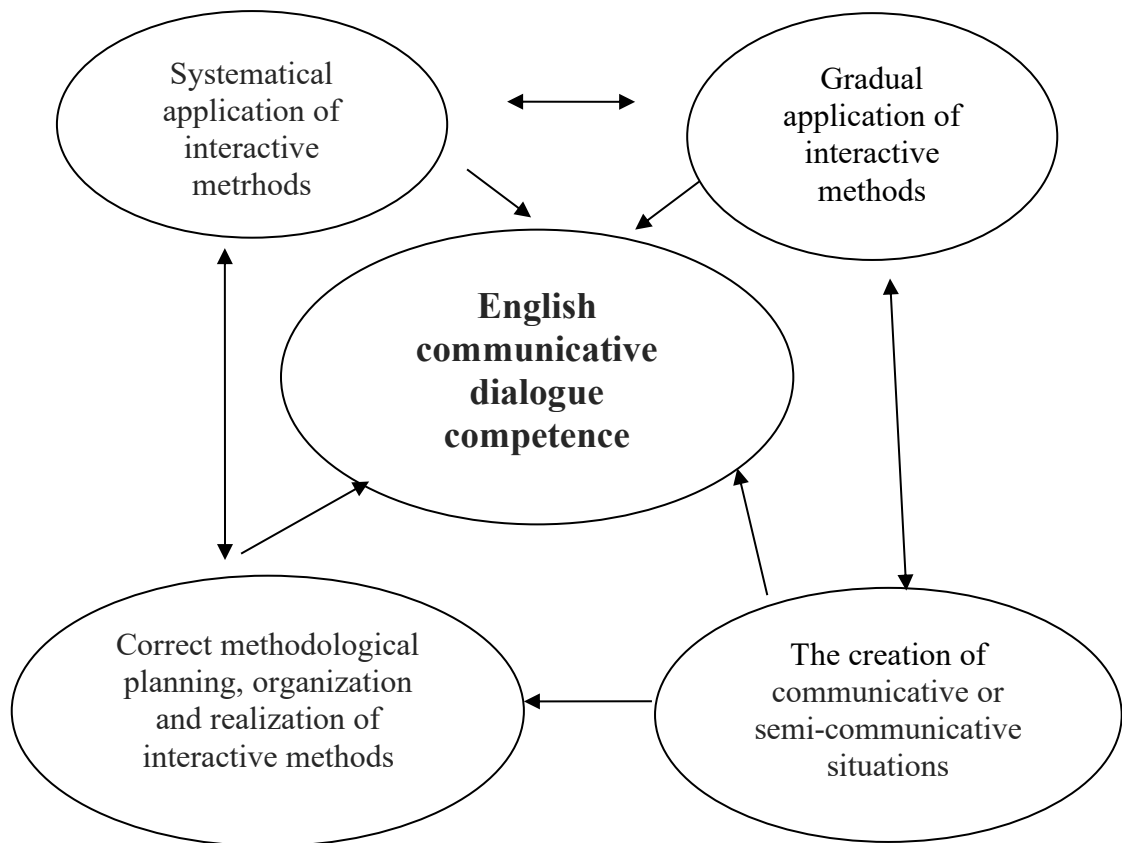 Systematical
application of
interactive
metrhods
Gradual
application of
interactive
methods
English
communicative
dialogue
competence
Correct methodological
planning, organization
and realization of
interactive methods
The creation of
communicative or
semi-communicative
situations